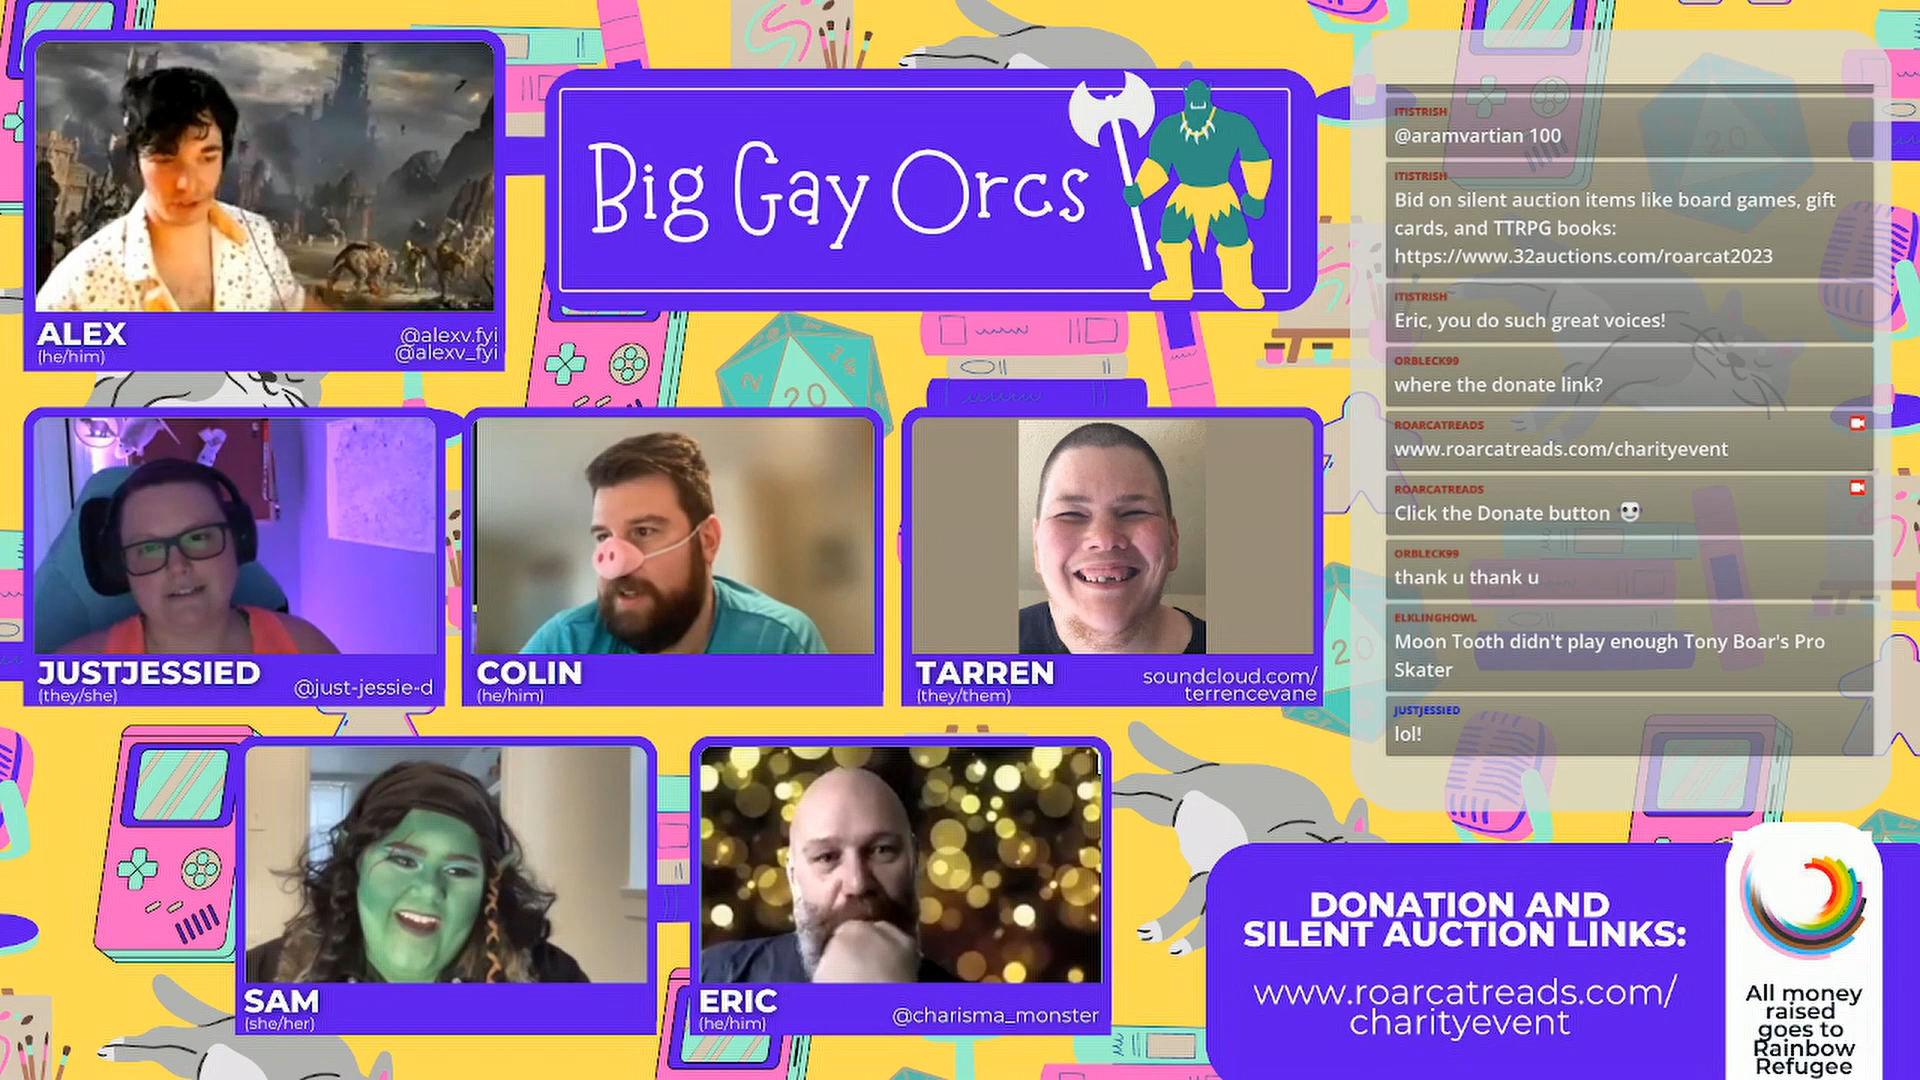 Big Gay Orcs
ALEX
(he/him)
@alexv.fyi
@alexv_fyi
JUSTJESSIED
(they/she)
@just-jessie-d
COLIN
(he/him)
TARREN
(they/them)
soundcloud.com/
terrencevane
SAM
(she/her)
ERIC
(he/him)
@charisma_monster
ITISTRISH
@aramvartian 100
ITISTRISH
Bid on silent auction items like board games, gift
cards, and TTRPG books:
https://www.32auctions.com/roarcat2023
ITISTRISH
Eric, you do such great voices!
ORBLECK99
where the donate link?
ROARCATREADS
www.roarcatreads.com/charityevent
ROARCATREADS
Click the Donate button
ORBLECK99
thank u thank u
ELKLINGHOWL
Moon Tooth didn't play enough Tony Boar's Pro
Skater
JUSTJESSIED
lol!
DONATION AND
SILENT AUCTION LINKS:
www.roarcatreads.com/
charityevent
All money
raised
goes to
Rainbow
Refugee
2
20
14
20
20